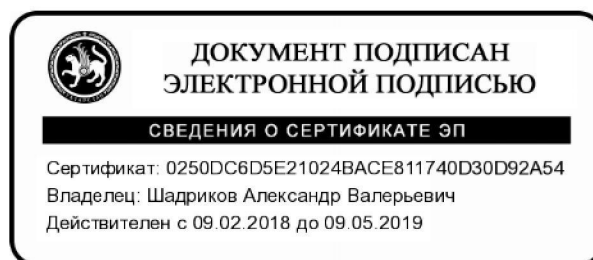 ДОКУМЕНТ ПОДПИСАН
ЭЛЕКТРОННОЙ ПОДПИСЬЮ
СВЕДЕНИЯ О СЕРТИФИКАТЕ ЭП
Сертификат: 0250DC6D5E21024BACE811740D30D92A54
Владелец: Шадриков Александр Валерьевич
Действителен с 09.02.2018 до 09.05.2019